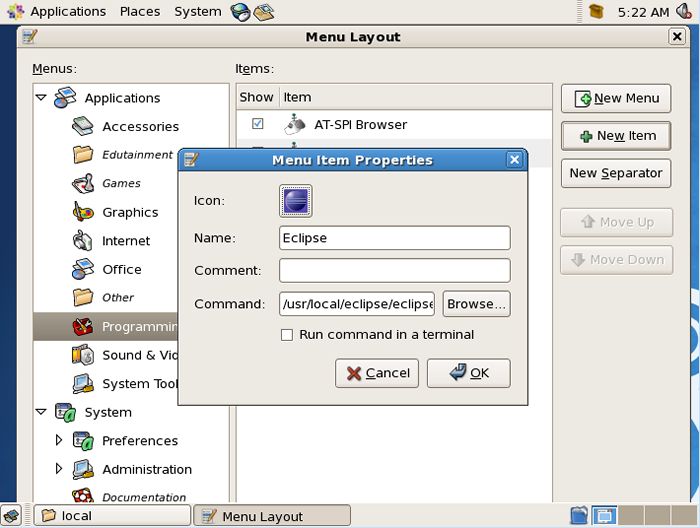 Applications Places System 5:22 AM
Menu Layout
Menus:
Items:
Applications
Accessories
Edutainment
Games
Graphics
Internet
Office
Other
Programmin
Sound & Vid
System Tool
System
Preferences
Administration
Documentation
Show Item
AT-SPI Browser
New Menu
New Item
New Separator
Move Up
Move Down
Menu Item Properties
Icon:
Name: Eclipse
Comment:
Command: /usr/local/eclipse/eclipse Browse...
Run command in a terminal
Cancel OK
local Menu Layout